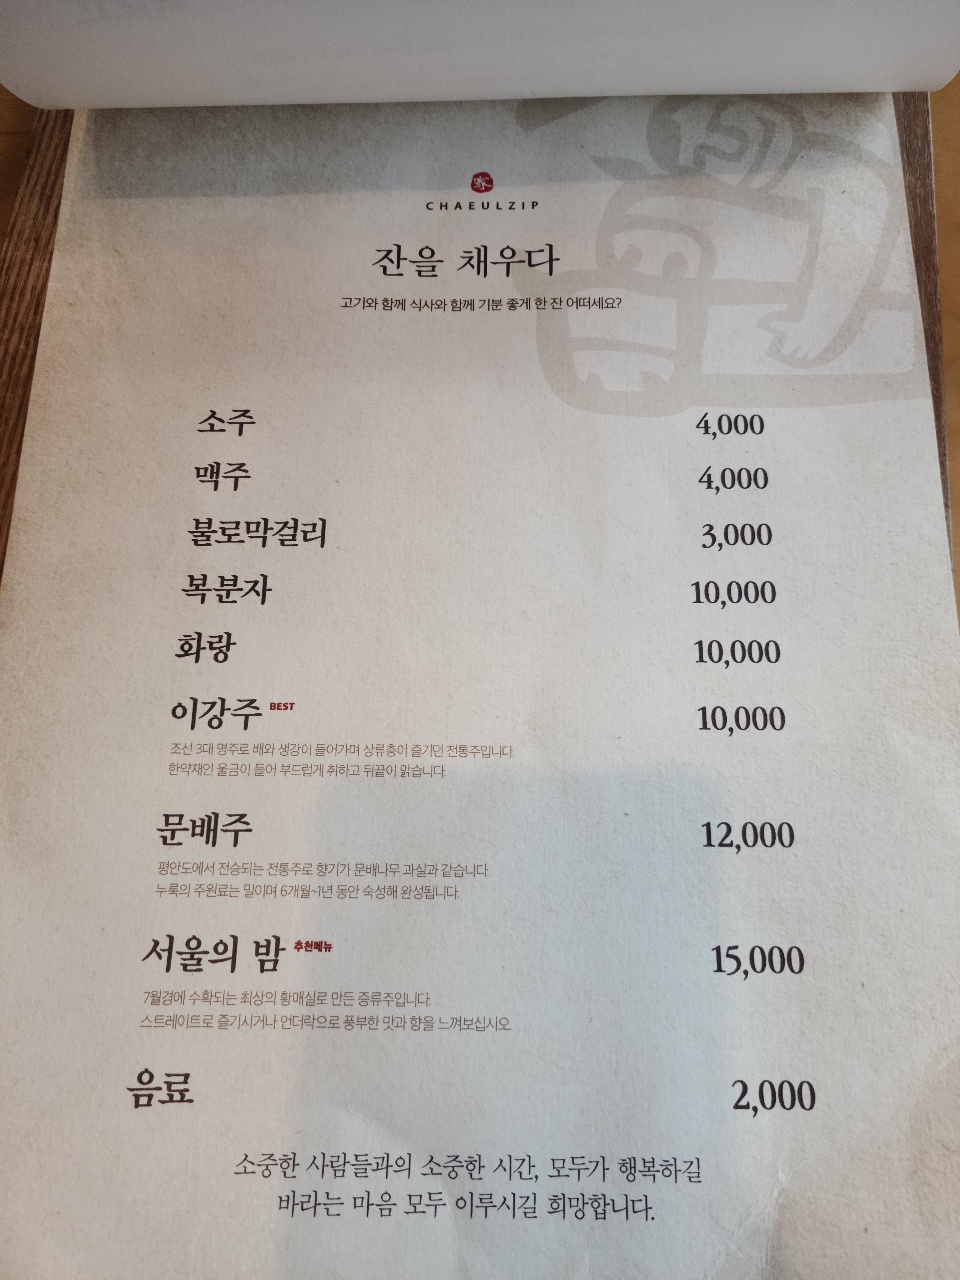 家
CHAEULZIP
잔을 채우다
고기와 함께 식사와 함께 기분 좋게 한 잔 어떠세요?
소주 4,000
맥주 4,000
불로막걸리 3,000
복분자 10,000
화랑 10,000
이강주 BEST 10,000
조선 3대 명주로 배와 생강이 들어가며 상류층이 즐기던 전통주입니다.
한약재인 울금이 들어 부드럽게 취하고 뒤끝이 맑습니다.
문배주 12,000
평안도에서 전승되는 전통주로 향기가 문배나무 과실과 같습니다.
누룩의 주원료는 밀이며 6개월~1년 동안 숙성해 완성됩니다.
서울의 밤 추천메뉴 15,000
7월경에 수확되는 최상의 황매실로 만든 증류주입니다.
스트레이트로 즐기시거나 언더락으로 풍부한 맛과 향을 느껴보십시오.
음료 2,000
소중한 사람들과의 소중한 시간, 모두가 행복하길
바라는 마음 모두 이루시길 희망합니다.